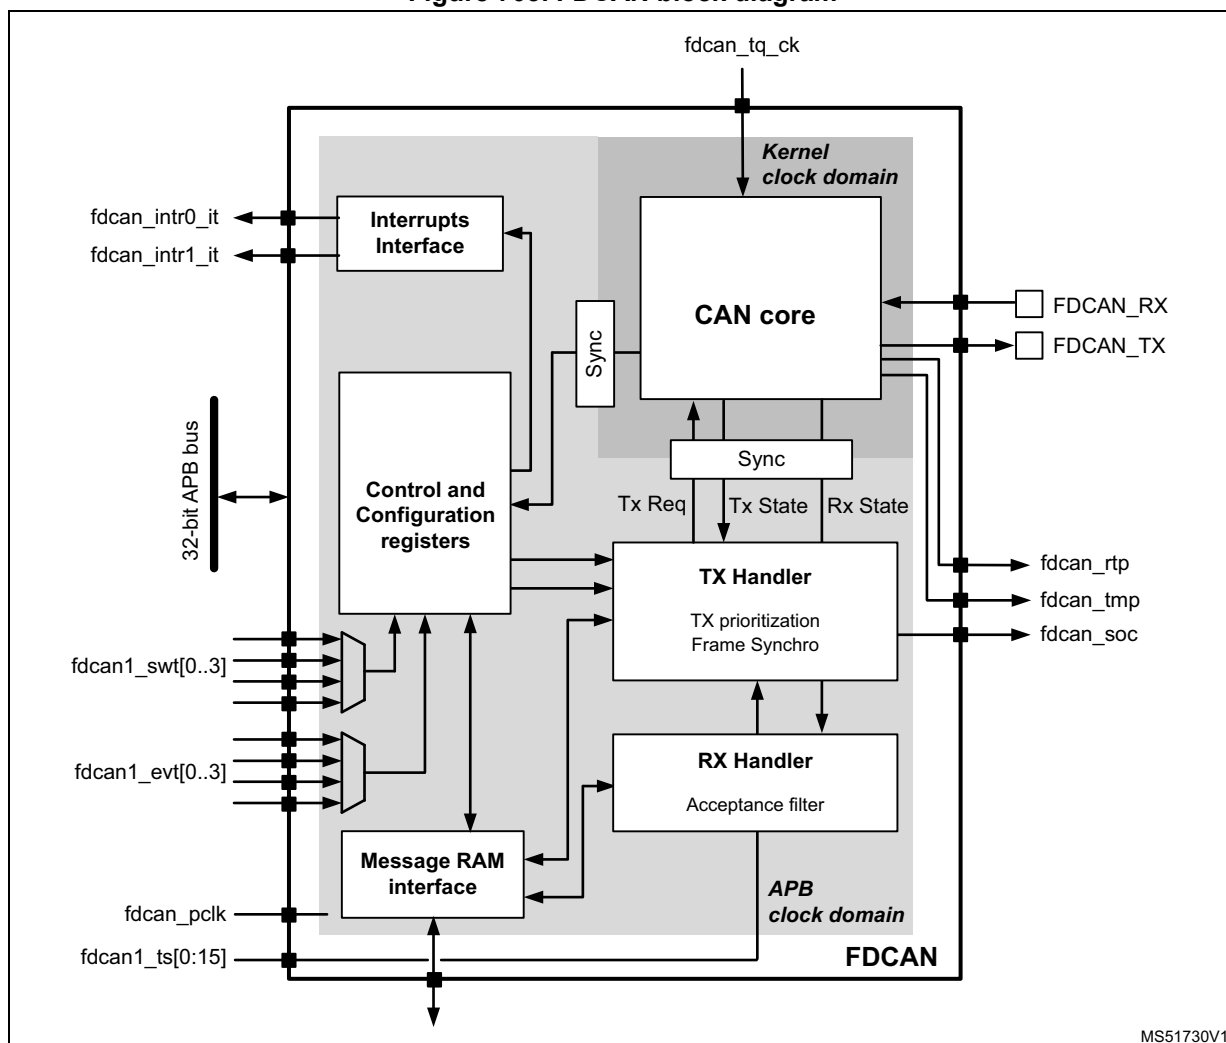 fdcan_tq_ck
Kernel
clock domain
fdcan_intr0_it
fdcan_intr1_it
Interrupts
Interface
CAN core
FDCAN_RX
FDCAN_TX
Sync
Sync
32-bit APB bus
Control and
Configuration
registers
Tx Req
Tx State
Rx State
TX Handler
TX prioritization
Frame Synchro
fdcan_rtp
fdcan_tmp
fdcan_soc
fdcan1_swt[0..3]
fdcan1_evt[0..3]
RX Handler
Acceptance filter
Message RAM
interface
APB
clock domain
fdcan_pclk
fdcan1_ts[0:15]
FDCAN
MS51730V1